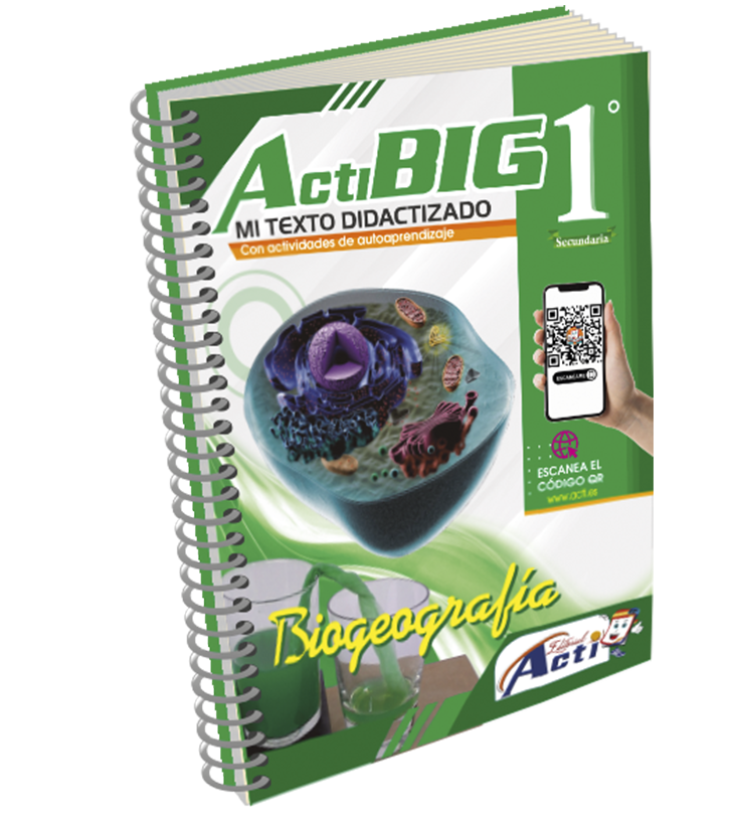 ActiBIG
1°
MI TEXTO DIDACTIZADO
Con actividades de autoaprendizaje
Secundaria
ESCANEA EL
CÓDIGO QR
www.acti.es
Biogeografía
Editorial
Acti